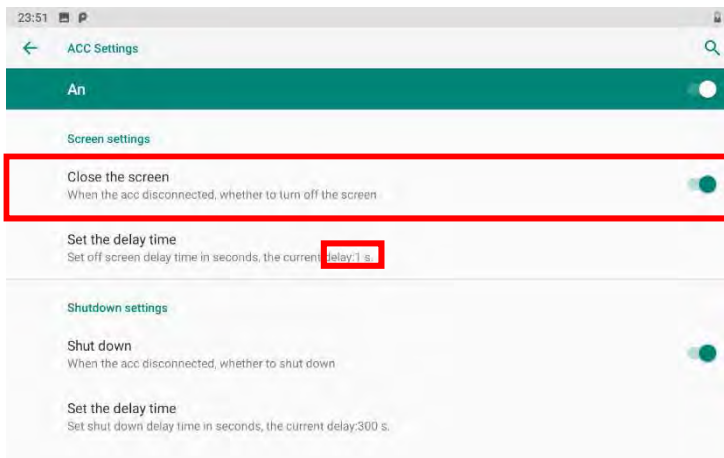 23:51
ACC Settings
An
Screen settings
Close the screen
When the acc disconnected, whether to turn off the screen
Set the delay time
Set off screen delay time in seconds, the current delay:1 s.
Shutdown settings
Shut down
When the acc disconnected, whether to shut down
Set the delay time
Set shut down delay time in seconds, the current delay:300 s.